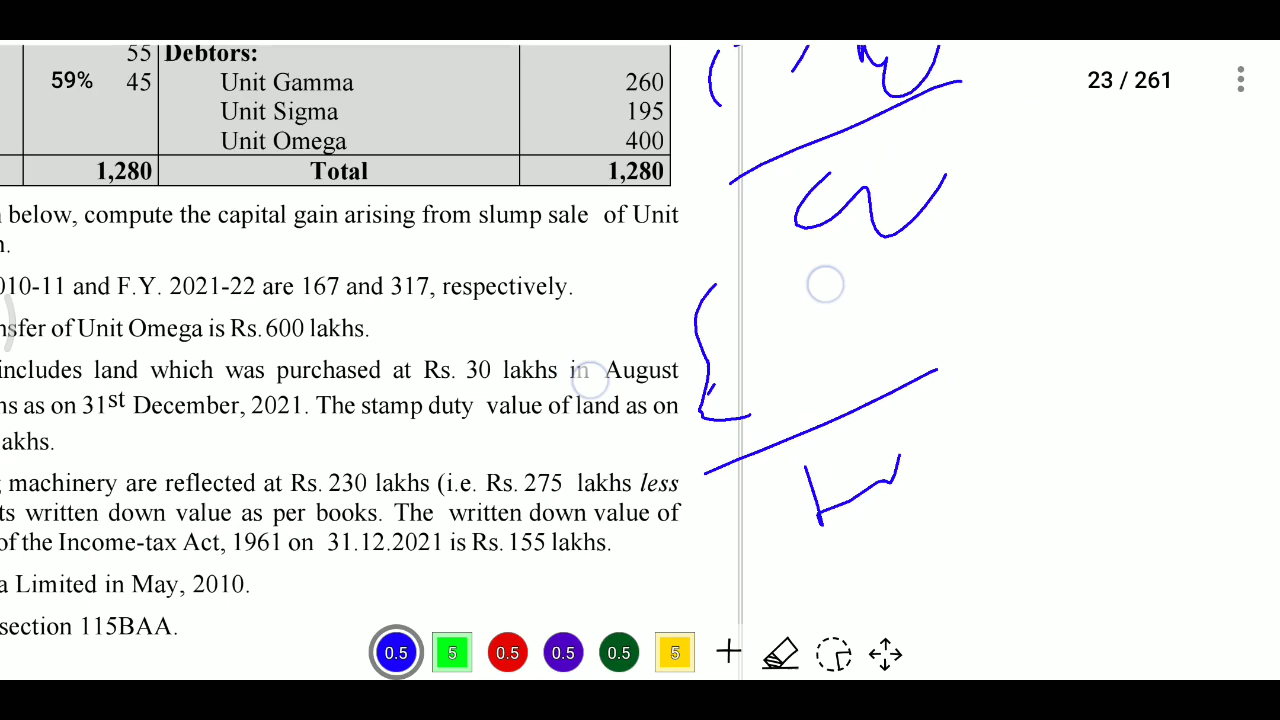 55 Debtors:
59% 45 Unit Gamma 260
Unit Sigma 195
Unit Omega 400
1,280 Total 1,280
23 / 261
below, compute the capital gain arising from slump sale of Unit
010-11 and F.Y. 2021-22 are 167 and 317, respectively.
nsfer of Unit Omega is Rs. 600 lakhs.
includes land which was purchased at Rs. 30 lakhs in August
ns as on 31st December, 2021. The stamp duty value of land as on
akhs.
machinery are reflected at Rs. 230 lakhs (i.e. Rs. 275 lakhs less
ts written down value as per books. The written down value of
of the Income-tax Act, 1961 on 31.12.2021 is Rs. 155 lakhs.
a Limited in May, 2010.
section 115BAA.
0.5 5 0.5 0.5 0.5 5